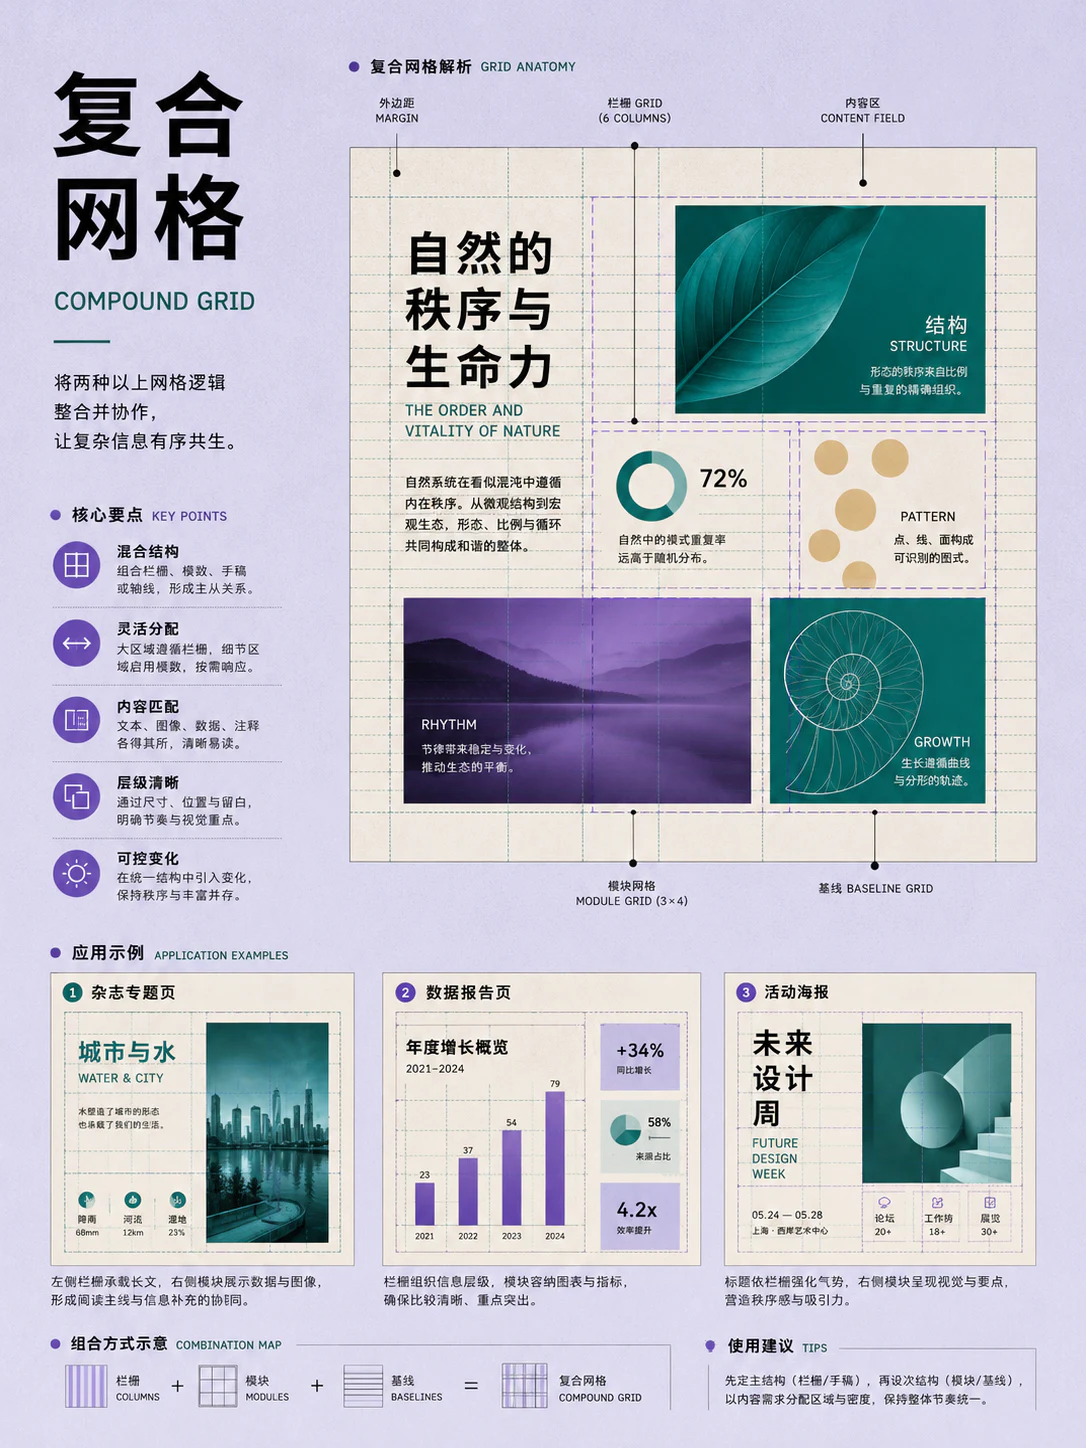 复合
网格
COMPOUND GRID
将两种以上网格逻辑
整合并协作，
让复杂信息有序共生。
核心要点 KEY POINTS
混合结构
组合栏栅、模数、手稿
或轴线，形成主从关系。
灵活分配
大区域遵循栏栅，细节区
域启用模数，按需响应。
内容匹配
文本、图像、数据、注释
各得其所，清晰易读。
层级清晰
通过尺寸、位置与留白，
明确节奏与视觉重点。
可控变化
在统一结构中引入变化，
保持秩序与丰富并存。
复合网格解析 GRID ANATOMY
外边距
MARGIN
栏栅 GRID
(6 COLUMNS)
内容区
CONTENT FIELD
自然的
秩序与
生命力
THE ORDER AND
VITALITY OF NATURE
自然系统在看似混沌中遵循
内在秩序。从微观结构到宏
观生态，形态、比例与循环
共同构成和谐的整体。
结构
STRUCTURE
形态的秩序来自比例
与重复的精确组织。
72%
自然中的模式重复率
远高于随机分布。
PATTERN
点、线、面构成
可识别的图式。
RHYTHM
节律带来稳定与变化，
推动生态的平衡。
GROWTH
生长遵循曲线
与分形的轨迹。
模块网格
MODULE GRID (3×4)
基线 BASELINE GRID
应用示例 APPLICATION EXAMPLES
1 杂志专题页
城市与水
WATER & CITY
水塑造了城市的形态
也承载了我们的生活。
降雨
68mm
河流
12km
湿地
23%
左侧栏栅承载长文，右侧模块展示数据与图像，
形成阅读主线与信息补充的协同。
2 数据报告页
年度增长概览
2021–2024
23
37
54
79
2021 2022 2023 2024
+34%
同比增长
58%
来源占比
4.2x
效率提升
栏栅组织信息层级，模块容纳图表与指标，
确保比较清晰、重点突出。
3 活动海报
未来
设计
周
FUTURE
DESIGN
WEEK
05.24 — 05.28
上海·西岸艺术中心
论坛
20+
工作坊
18+
展览
30+
标题依栏栅强化气势，右侧模块呈现视觉与要点，
营造秩序感与吸引力。
组合方式示意 COMBINATION MAP
栏栅
COLUMNS
+
模块
MODULES
+
基线
BASELINES
=
复合网格
COMPOUND GRID
使用建议 TIPS
先定主结构（栏栅/手稿），再设次结构（模块/基线），
以内容需求分配区域与密度，保持整体节奏统一。